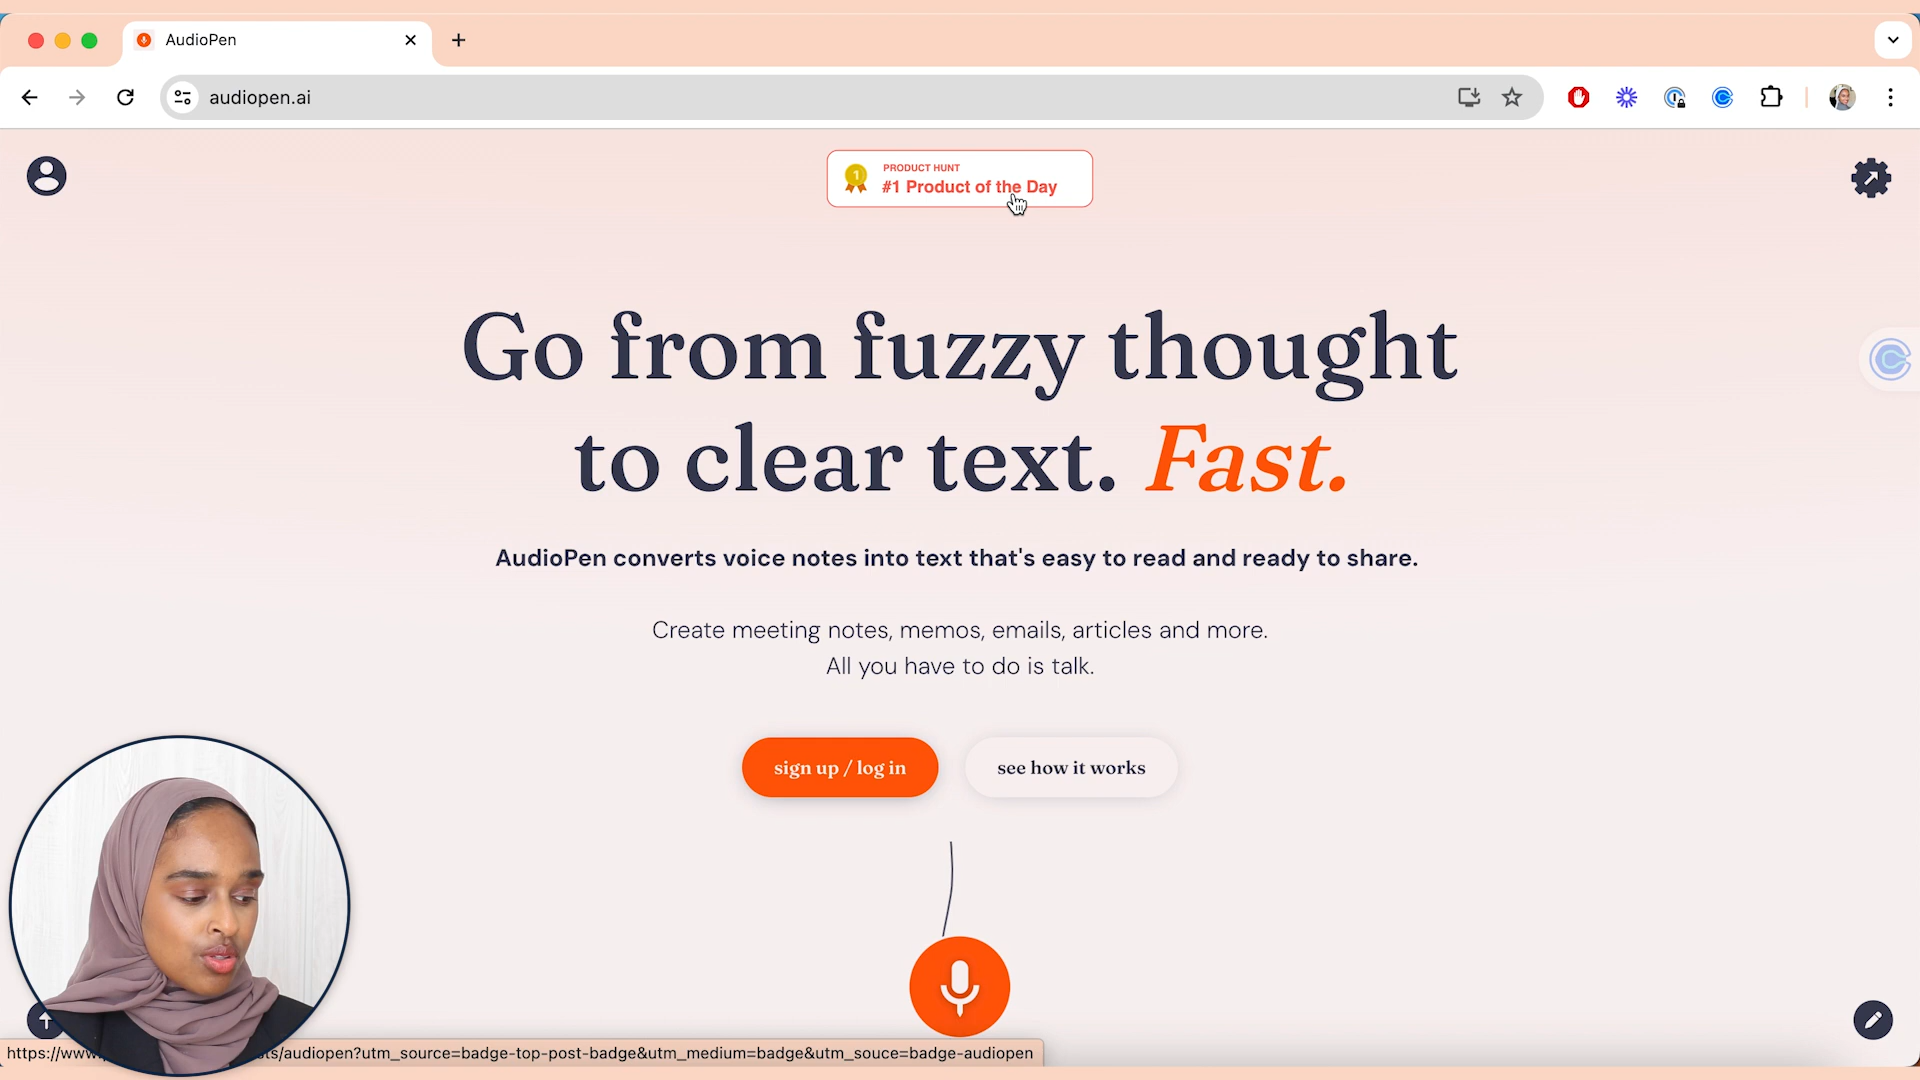 AudioPen
audiopen.ai
PRODUCT HUNT
1
#1 Product of the Day
Go from fuzzy thought
to clear text. Fast.
AudioPen converts voice notes into text that's easy to read and ready to share.
Create meeting notes, memos, emails, articles and more.
All you have to do is talk.
sign up / log in
see how it works
https://www.
ts/audiopen?utm_source=badge-top-post-badge&utm_medium=badge&utm_souce=badge-audiopen